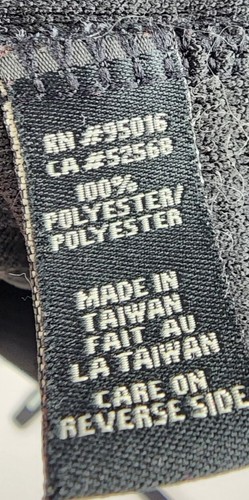 RN #95016
CA #52568
100%
POLYESTER/
POLYESTER
MADE IN
TAIWAN
FAIT AU
LA TAIWAN
CARE ON
REVERSE SIDE